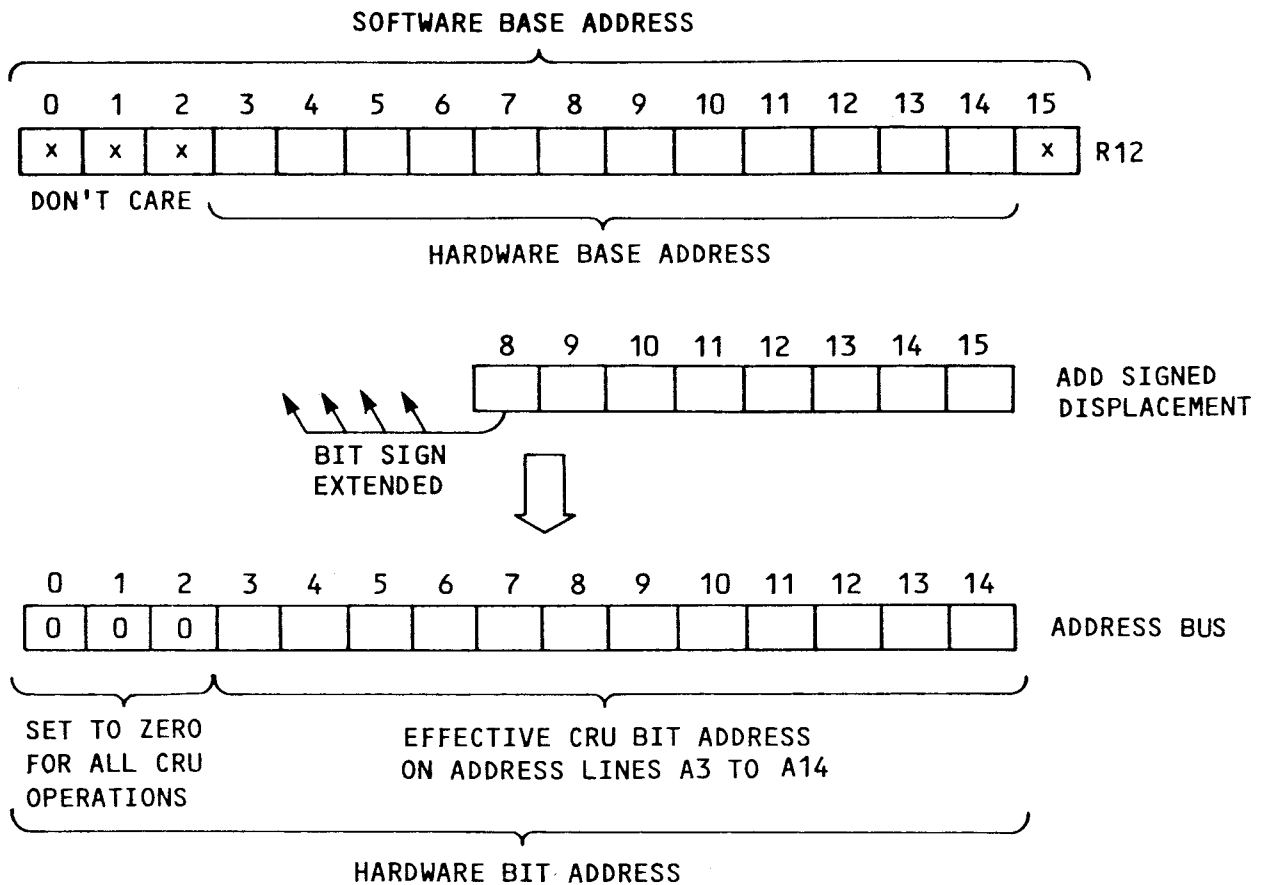 SOFTWARE BASE ADDRESS
0 1 2 3 4 5 6 7 8 9 10 11 12 13 14 15
x x x x R12
DON'T CARE
HARDWARE BASE ADDRESS
8 9 10 11 12 13 14 15
ADD SIGNED
DISPLACEMENT
BIT SIGN
EXTENDED
0 1 2 3 4 5 6 7 8 9 10 11 12 13 14
0 0 0 ADDRESS BUS
SET TO ZERO
FOR ALL CRU
OPERATIONS
EFFECTIVE CRU BIT ADDRESS
ON ADDRESS LINES A3 TO A14
HARDWARE BIT ADDRESS